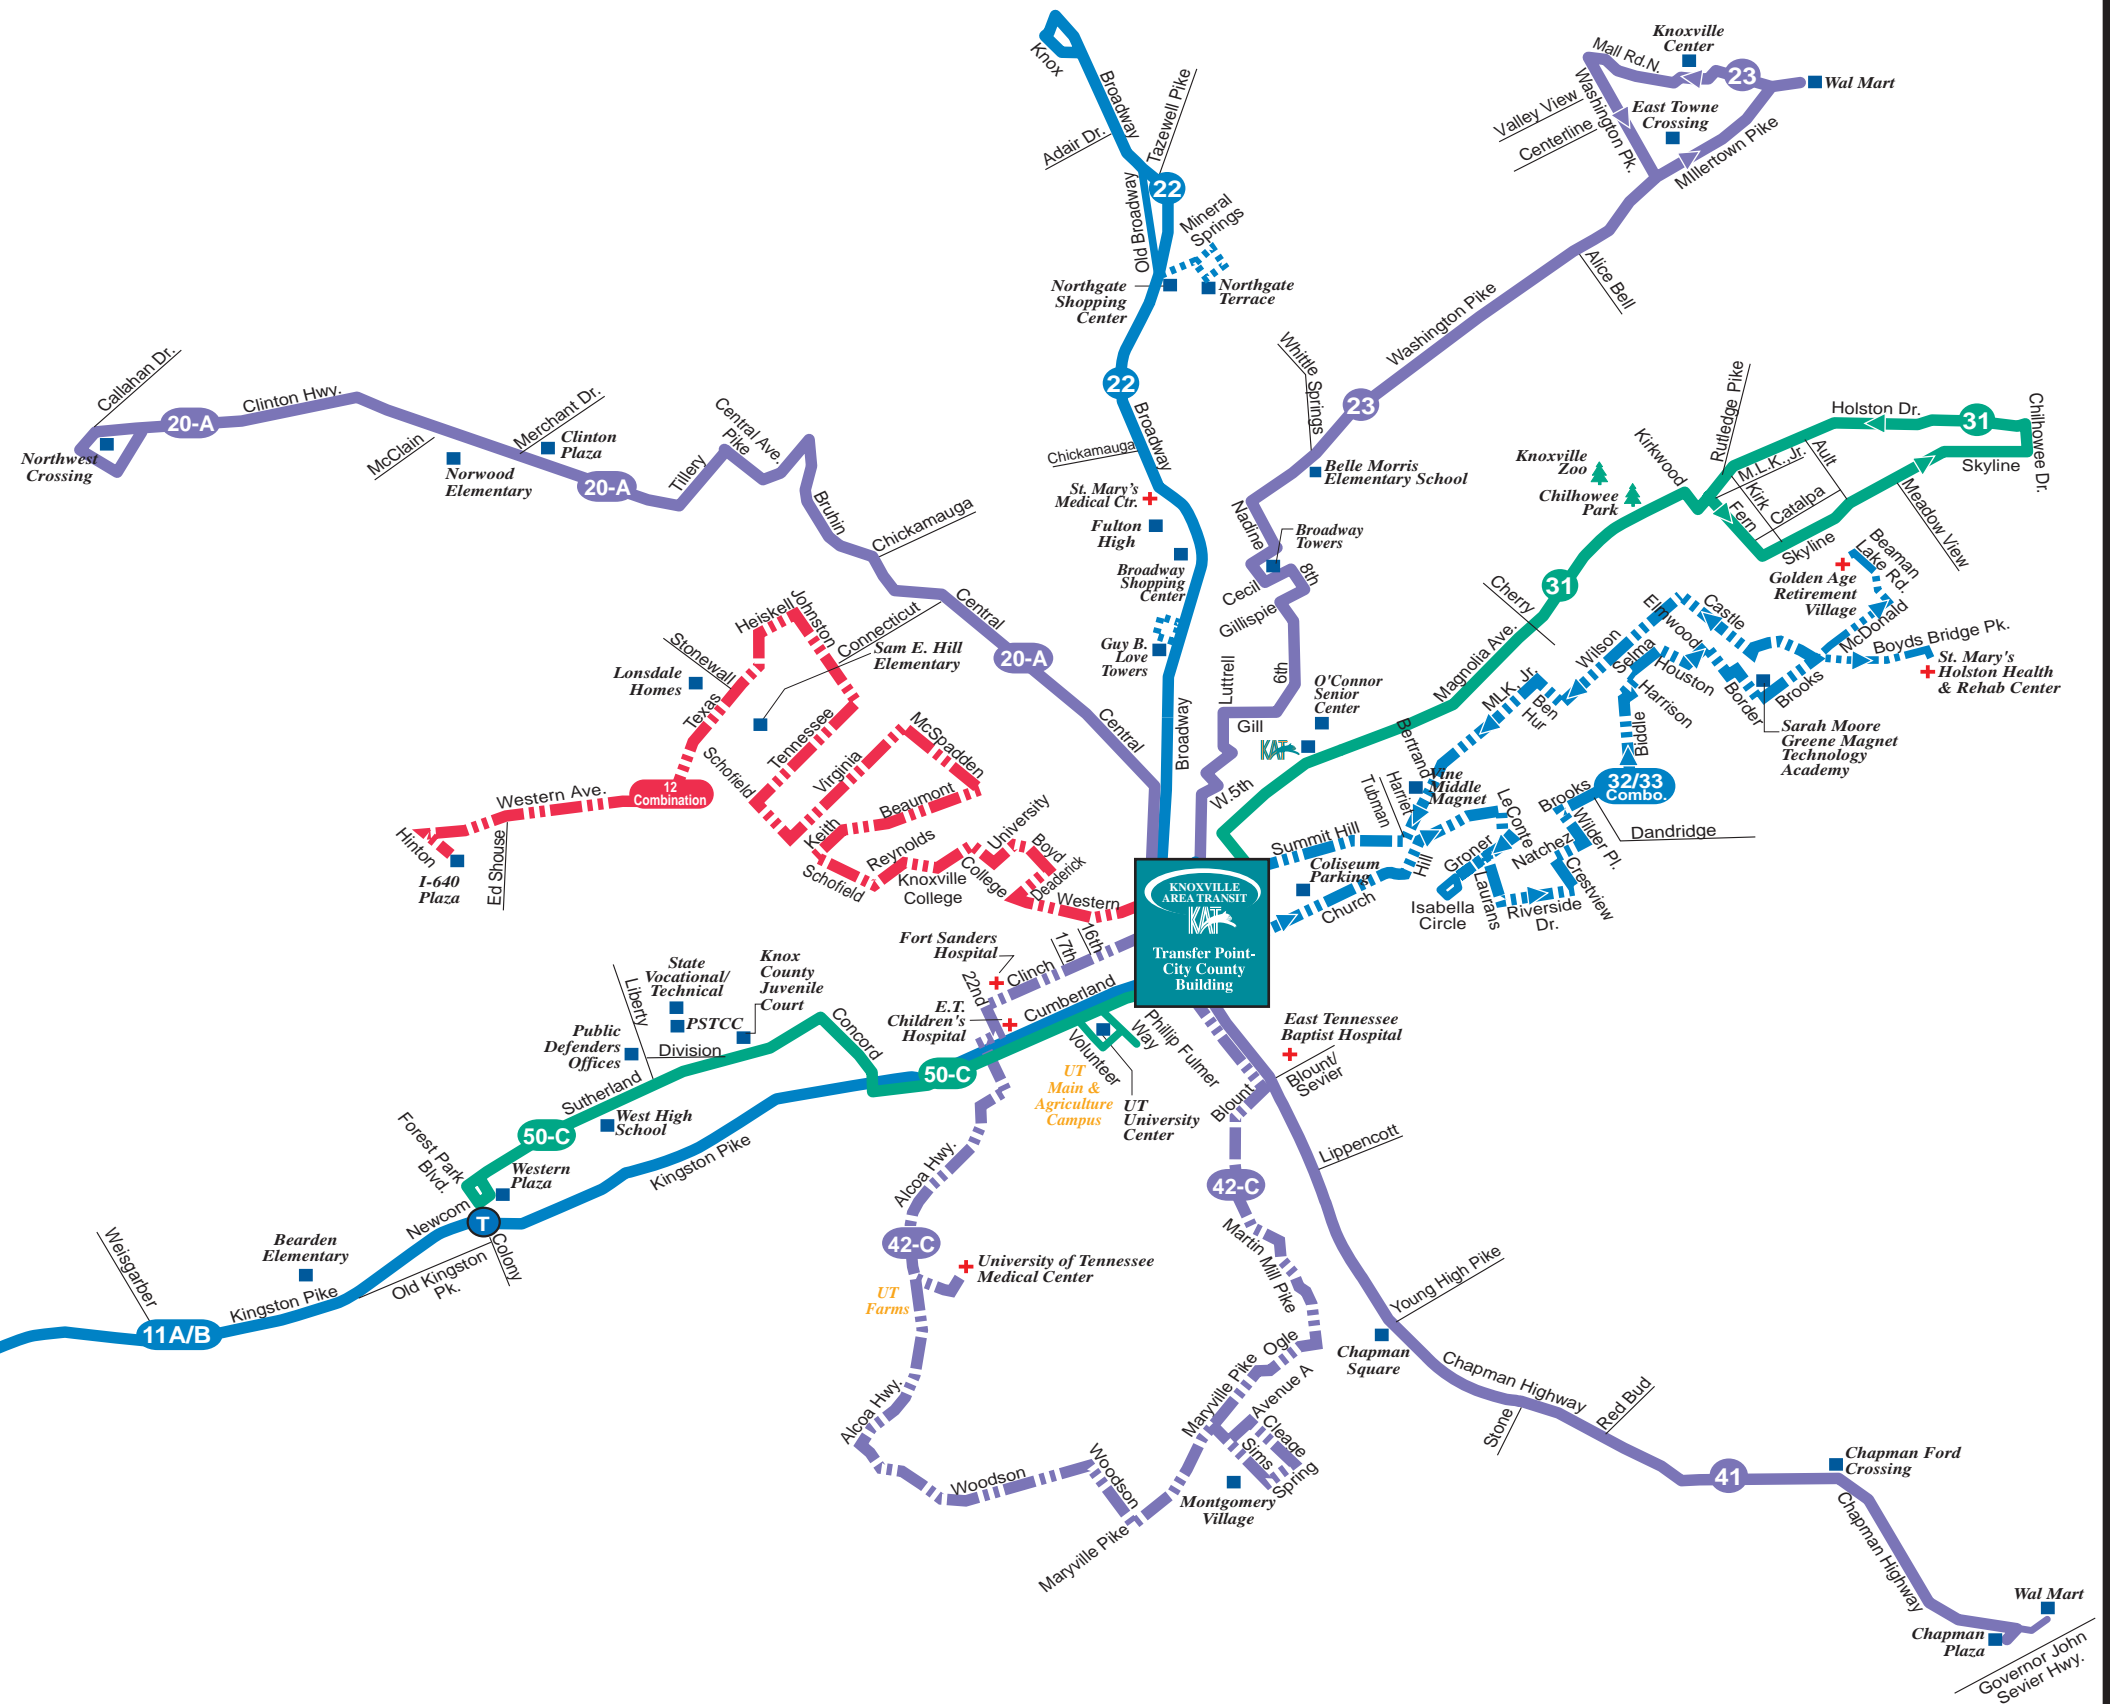 Knox
Broadway
Adair Dr.
Tazewell Pike
Old Broadway
22
Mineral
Springs
Northgate
Shopping
Center
Northgate
Terrace
22
Broadway
Chickamauga
St. Mary's
Medical Ctr.
Fulton
High
Broadway
Shopping
Center
Guy B.
Love
Towers
Broadway
Knoxville
Center
Mall Rd.N.
23
Wal Mart
Washington Pk.
Valley View
Centerline
East Towne
Crossing
MIllertown Pike
Alice Bell
Washington Pike
Whittle Springs
23
Belle Morris
Elementary School
Nadine
Broadway
Towers
Cecil
8th
Gillispie
6th
Luttrell
Gill
W.5th
O'Connor
Senior
Center
KAT
Callahan Dr.
20-A
Clinton Hwy.
Northwest
Crossing
McClain
Norwood
Elementary
Merchant Dr.
Clinton
Plaza
20-A
Tillery
Central Ave.
Pike
Bruhin
Chickamauga
Central
20-A
Central
Connecticut
Sam E. Hill
Elementary
Heiskell
Johnston
Stonewall
Lonsdale
Homes
Texas
Tennessee
Schofield
Virginia
McSpadden
Beaumont
Keith
Schofield
Reynolds
Knoxville
College
College
University
Boyd
Deaderick
Western
12
Combination
Western Ave.
Hinton
I-640
Plaza
Ed Shouse
Rutledge Pike
Kirkwood
Knoxville
Zoo
Chilhowee
Park
Holston Dr.
31
Chilhowee Dr.
M.L.K., Jr.
Ault
Kirk
Catalpa
Fern
Skyline
Skyline
Meadow View
31
Cherry
Magnolia Ave.
Beaman
Lake Rd.
Golden Age
Retirement
Village
McDonald
Boyds Bridge Pk.
St. Mary's
Holston Health
& Rehab Center
Castle
Elmwood
Wilson
Selma
Houston
Harrison
Border
Brooks
Sarah Moore
Greene Magnet
Technology
Academy
MLK, Jr.
Ben
Hur
Biddle
32/33
Combo.
Dandridge
Brooks
Wilder Pl.
Natchez
Crestview
Riverside
Dr.
Laurans
LeConte
Groner
Isabella
Circle
Bertrand
Vine
Middle
Magnet
Harriet
Tubman
Summit Hill
Hill
Coliseum
Parking
Church
KNOXVILLE
AREA TRANSIT
KAT
Transfer Point-
City County
Building
Fort Sanders
Hospital
17th
16th
Clinch
22nd
E.T.
Children's
Hospital
Cumberland
Phillip Fulmer
Way
Volunteer
UT
University
Center
UT
Main &
Agriculture
Campus
50-C
Concord
Knox
County
Juvenile
Court
State
Vocational/
Technical
PSTCC
Liberty
Public
Defenders
Offices
Division
Sutherland
West High
School
50-C
Forest Park
Blvd.
Western
Plaza
Newcom
T
Colony
Kingston Pike
Old Kingston
Pk.
Bearden
Elementary
Weisgarber
Kingston Pike
11A/B
Alcoa Hwy.
42-C
University of Tennessee
Medical Center
UT
Farms
Alcoa Hwy.
Woodson
Woodson
Maryville Pike
East Tennessee
Baptist Hospital
Blount/
Sevier
Blount
42-C
Lippencott
Martin Mill Pike
Ogle
Maryville Pike
Avenue A
Cleage
Sims
Spring
Montgomery
Village
Young High Pike
Chapman
Square
Chapman Highway
Stone
Red Bud
41
Chapman Ford
Crossing
Chapman Highway
Wal Mart
Chapman
Plaza
Governor John
Sevier Hwy.